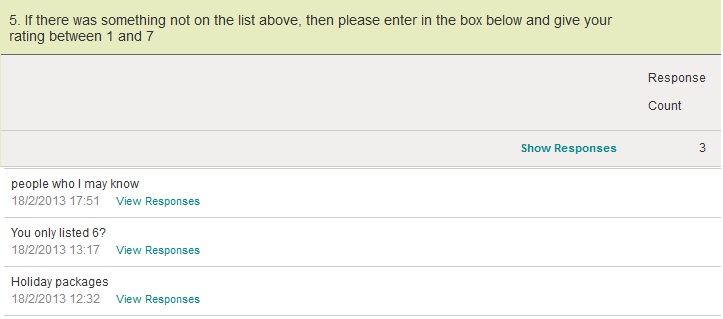 5. If there was something not on the list above, then please enter in the box below and give your
rating between 1 and 7
Response
Count
Show Responses 3
people who I may know
18/2/2013 17:51 View Responses
You only listed 6?
18/2/2013 13:17 View Responses
Holiday packages
18/2/2013 12:32 View Responses